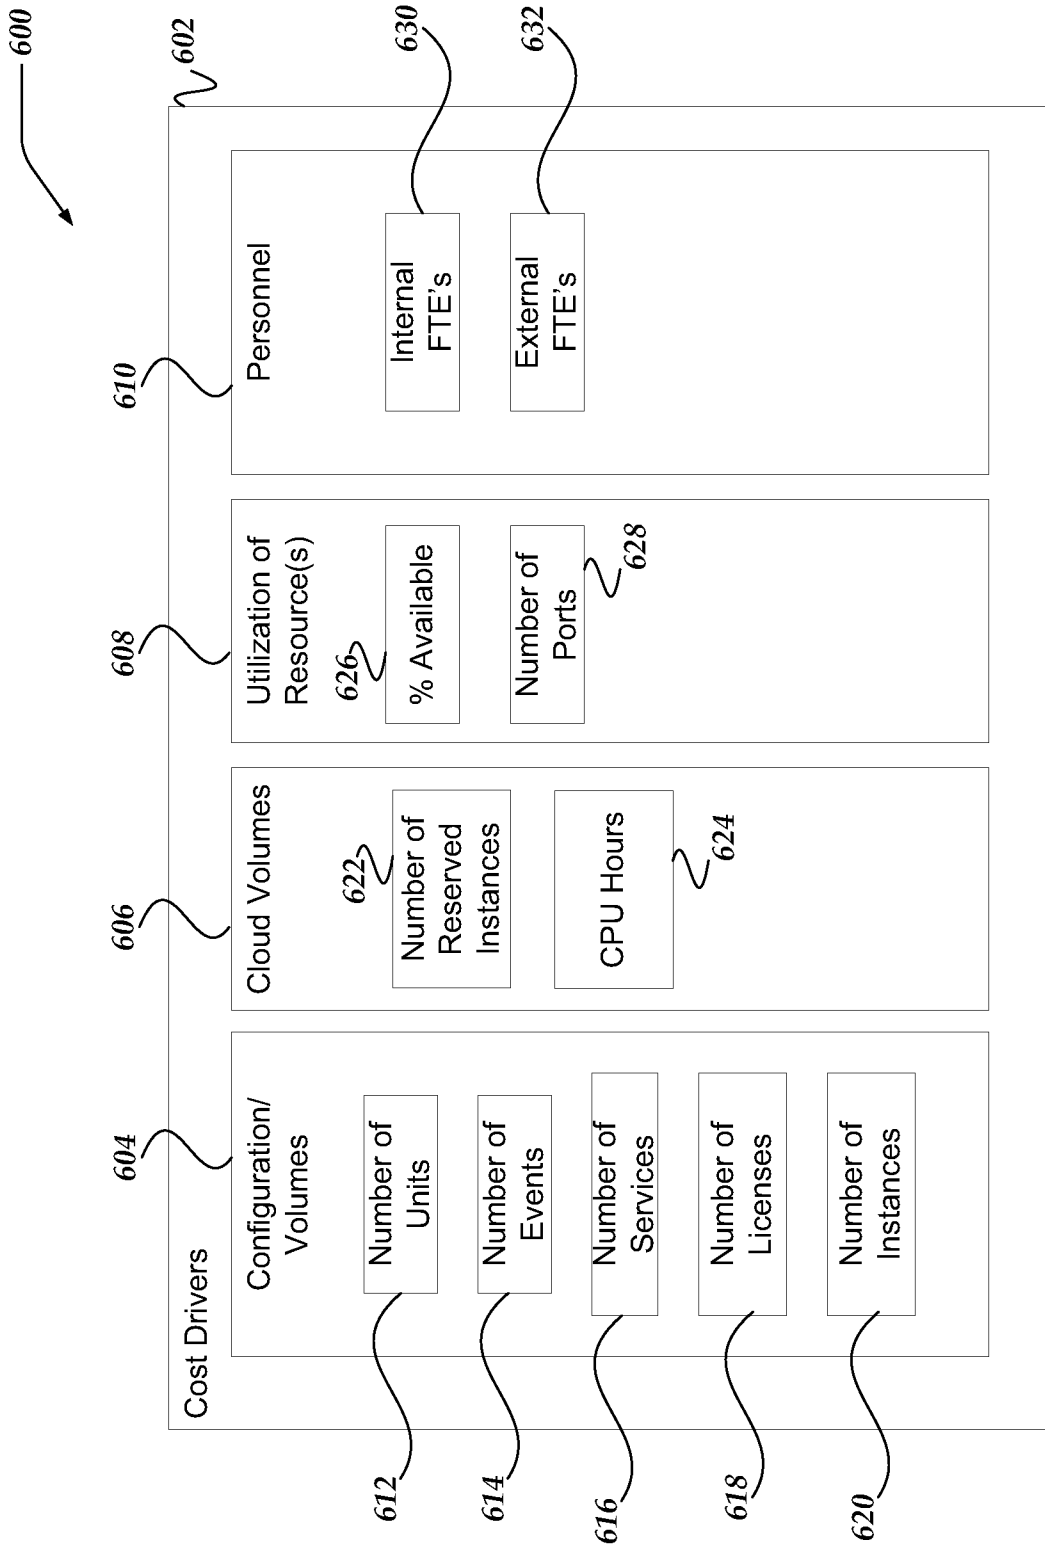 600
602
Cost Drivers
604
Configuration/
Volumes
612
Number of
Units
614
Number of
Events
616
Number of
Services
618
Number of
Licenses
620
Number of
Instances
606
Cloud Volumes
622
Number of
Reserved
Instances
CPU Hours
624
608
Utilization of
Resource(s)
626
% Available
Number of
Ports
628
610
Personnel
Internal
FTE's
630
External
FTE's
632